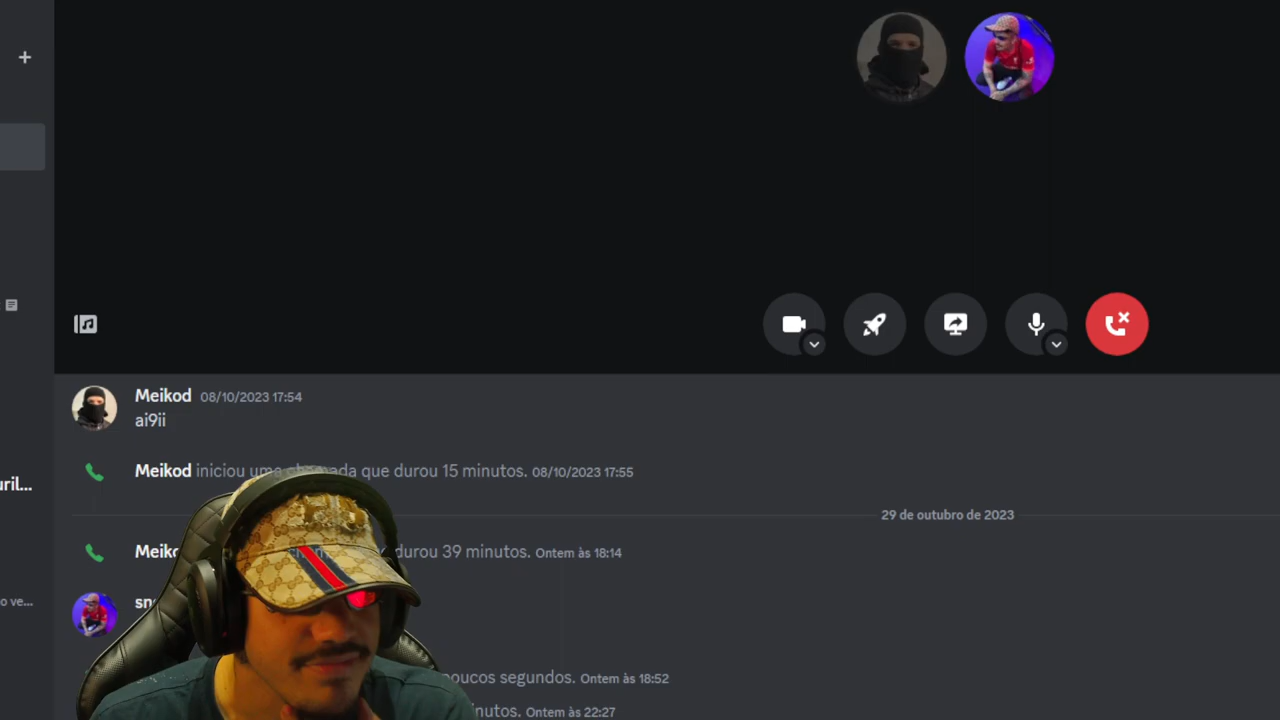 Meikod 08/10/2023 17:54
ai9ii
Meikod iniciou uma chamada que durou 15 minutos. 08/10/2023 17:55
uril...
29 de outubro de 2023
durou 39 minutos. Ontem às 18:14
o ve...
poucos segundos. Ontem às 18:52
Ontem às 22:27